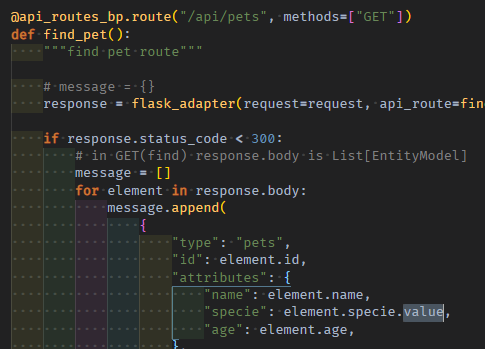 @api_routes_bp.route("/api/pets", methods=["GET"])
def find_pet():
    """find pet route"""
    # message = {}
    response = flask_adapter(request=request, api_route=fin
    if response.status_code < 300:
        # in GET(find) response.body is List[EntityModel]
        message = []
        for element in response.body:
            message.append(
                {
                    "type": "pets",
                    "id": element.id,
                    "attributes": {
                        "name": element.name,
                        "specie": element.specie.value,
                        "age": element.age,
                    },